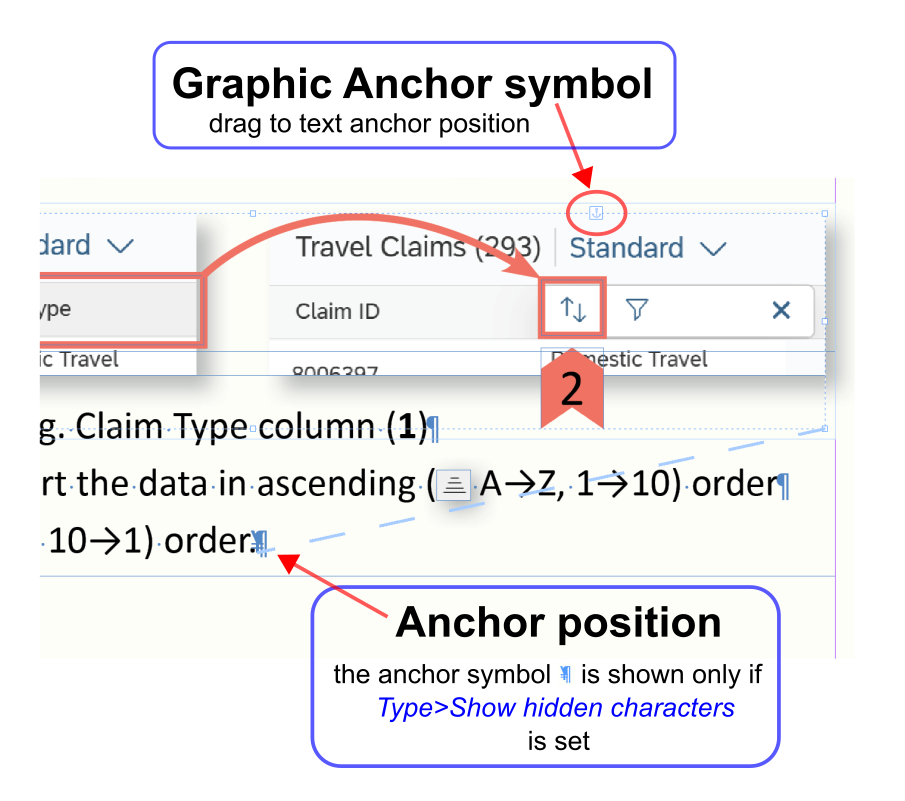 Graphic Anchor symbol
drag to text anchor position
dard
Travel Claims (293)
Standard
ype
Claim ID
ic Travel
8006397
Domestic Travel
2
g. Claim Type column (1)¶
rt the data in ascending ( A→Z, 1→10) order¶
10→1) order.¶
Anchor position
the anchor symbol ¥¶ is shown only if
Type>Show hidden characters
is set